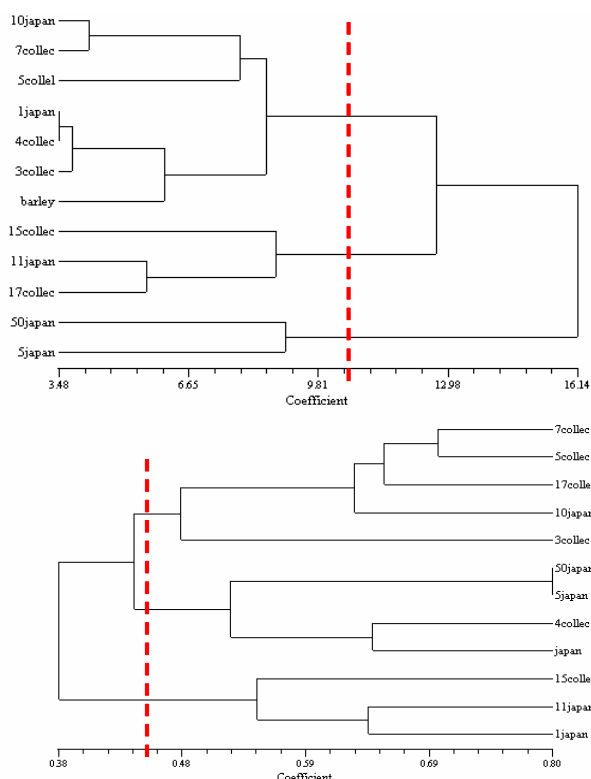 10japan
7collec
5collel
1japan
4collec
3collec
barley
15collec
11japan
17collec
50japan
5japan
3.48 6.65 9.81 12.98 16.14
Coefficient
7collec
5collec
17colle
10japan
3collec
50japan
5japan
4collec
japan
15colle
11japan
1japan
0.38 0.48 0.59 0.69 0.80
Coefficient